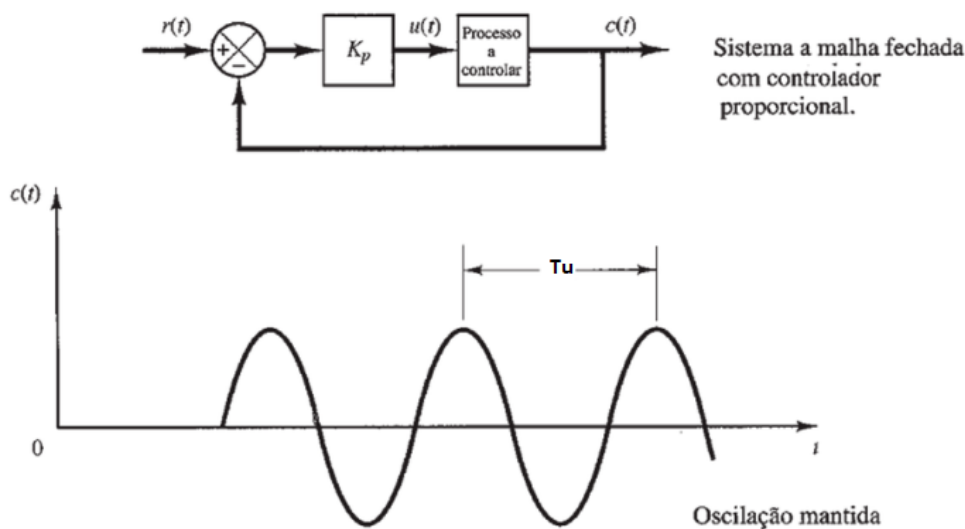 r(t)
+
−
K_p
u(t)
Processo
a
controlar
c(t)
Sistema a malha fechada
com controlador
proporcional.
c(t)
Tu
0
t
Oscilação mantida